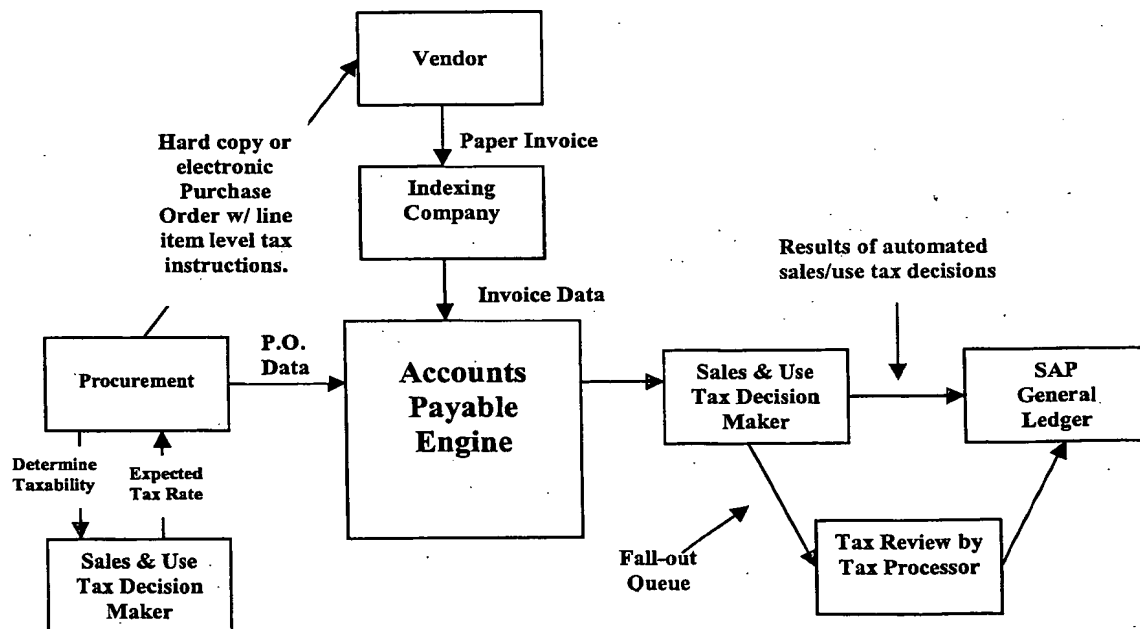 Vendor
Hard copy or
electronic
Purchase
Order w/ line
item level tax
instructions.
Paper Invoice
Indexing
Company
Invoice Data
Results of automated
sales/use tax decisions
Procurement
P.O.
Data
Accounts
Payable
Engine
Sales & Use
Tax Decision
Maker
SAP
General
Ledger
Determine
Taxability
Expected
Tax Rate
Sales & Use
Tax Decision
Maker
Fall-out
Queue
Tax Review by
Tax Processor